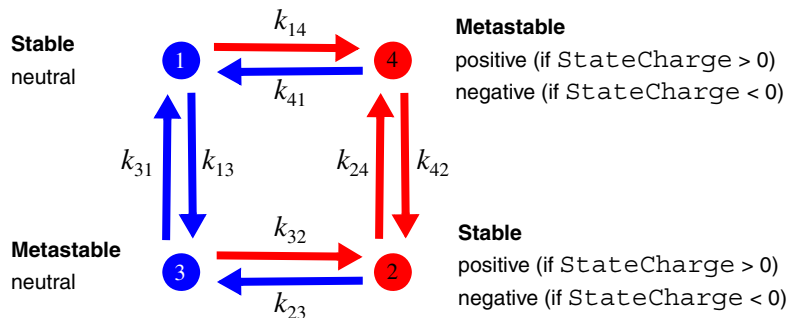 Stable
neutral
1
k14
k41
4
Metastable
positive (if StateCharge > 0)
negative (if StateCharge < 0)
k31
k13
k24
k42
Metastable
neutral
3
k32
k23
2
Stable
positive (if StateCharge > 0)
negative (if StateCharge < 0)